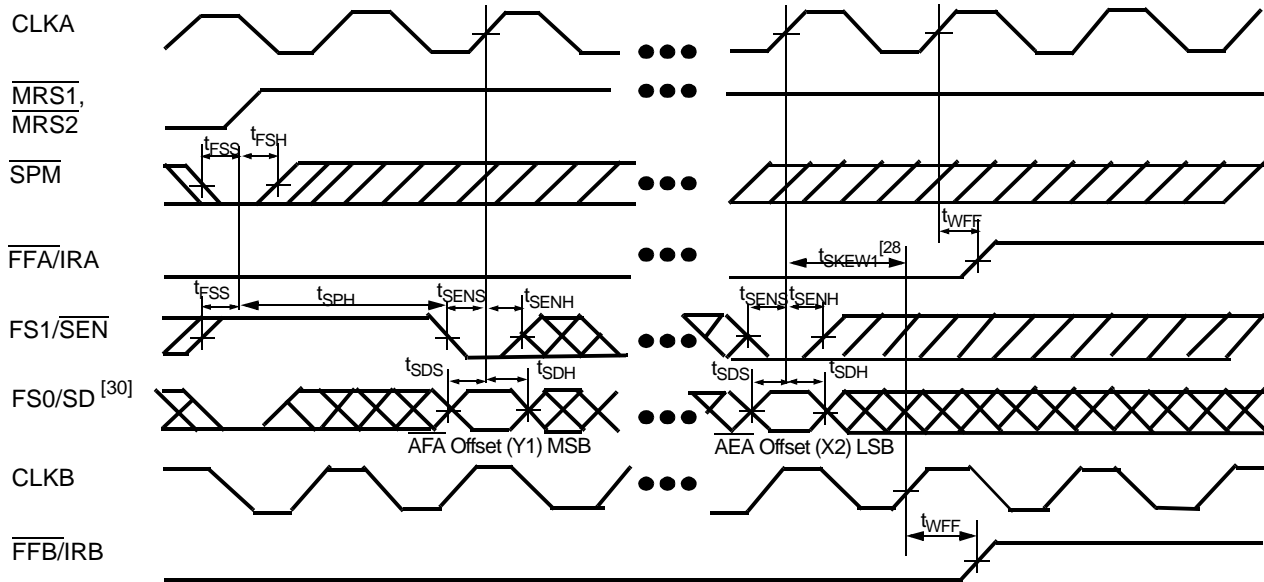 CLKA
MRS1,
MRS2
tFSS tFSH
SPM
tWFF
FFA/IRA
tSKEW1[28
tFSS tSPH tSENS tSENH tSENS tSENH
FS1/SEN
tSDS tSDH tSDS tSDH
FS0/SD [30]
AFA Offset (Y1) MSB AEA Offset (X2) LSB
CLKB
tWFF
FFB/IRB